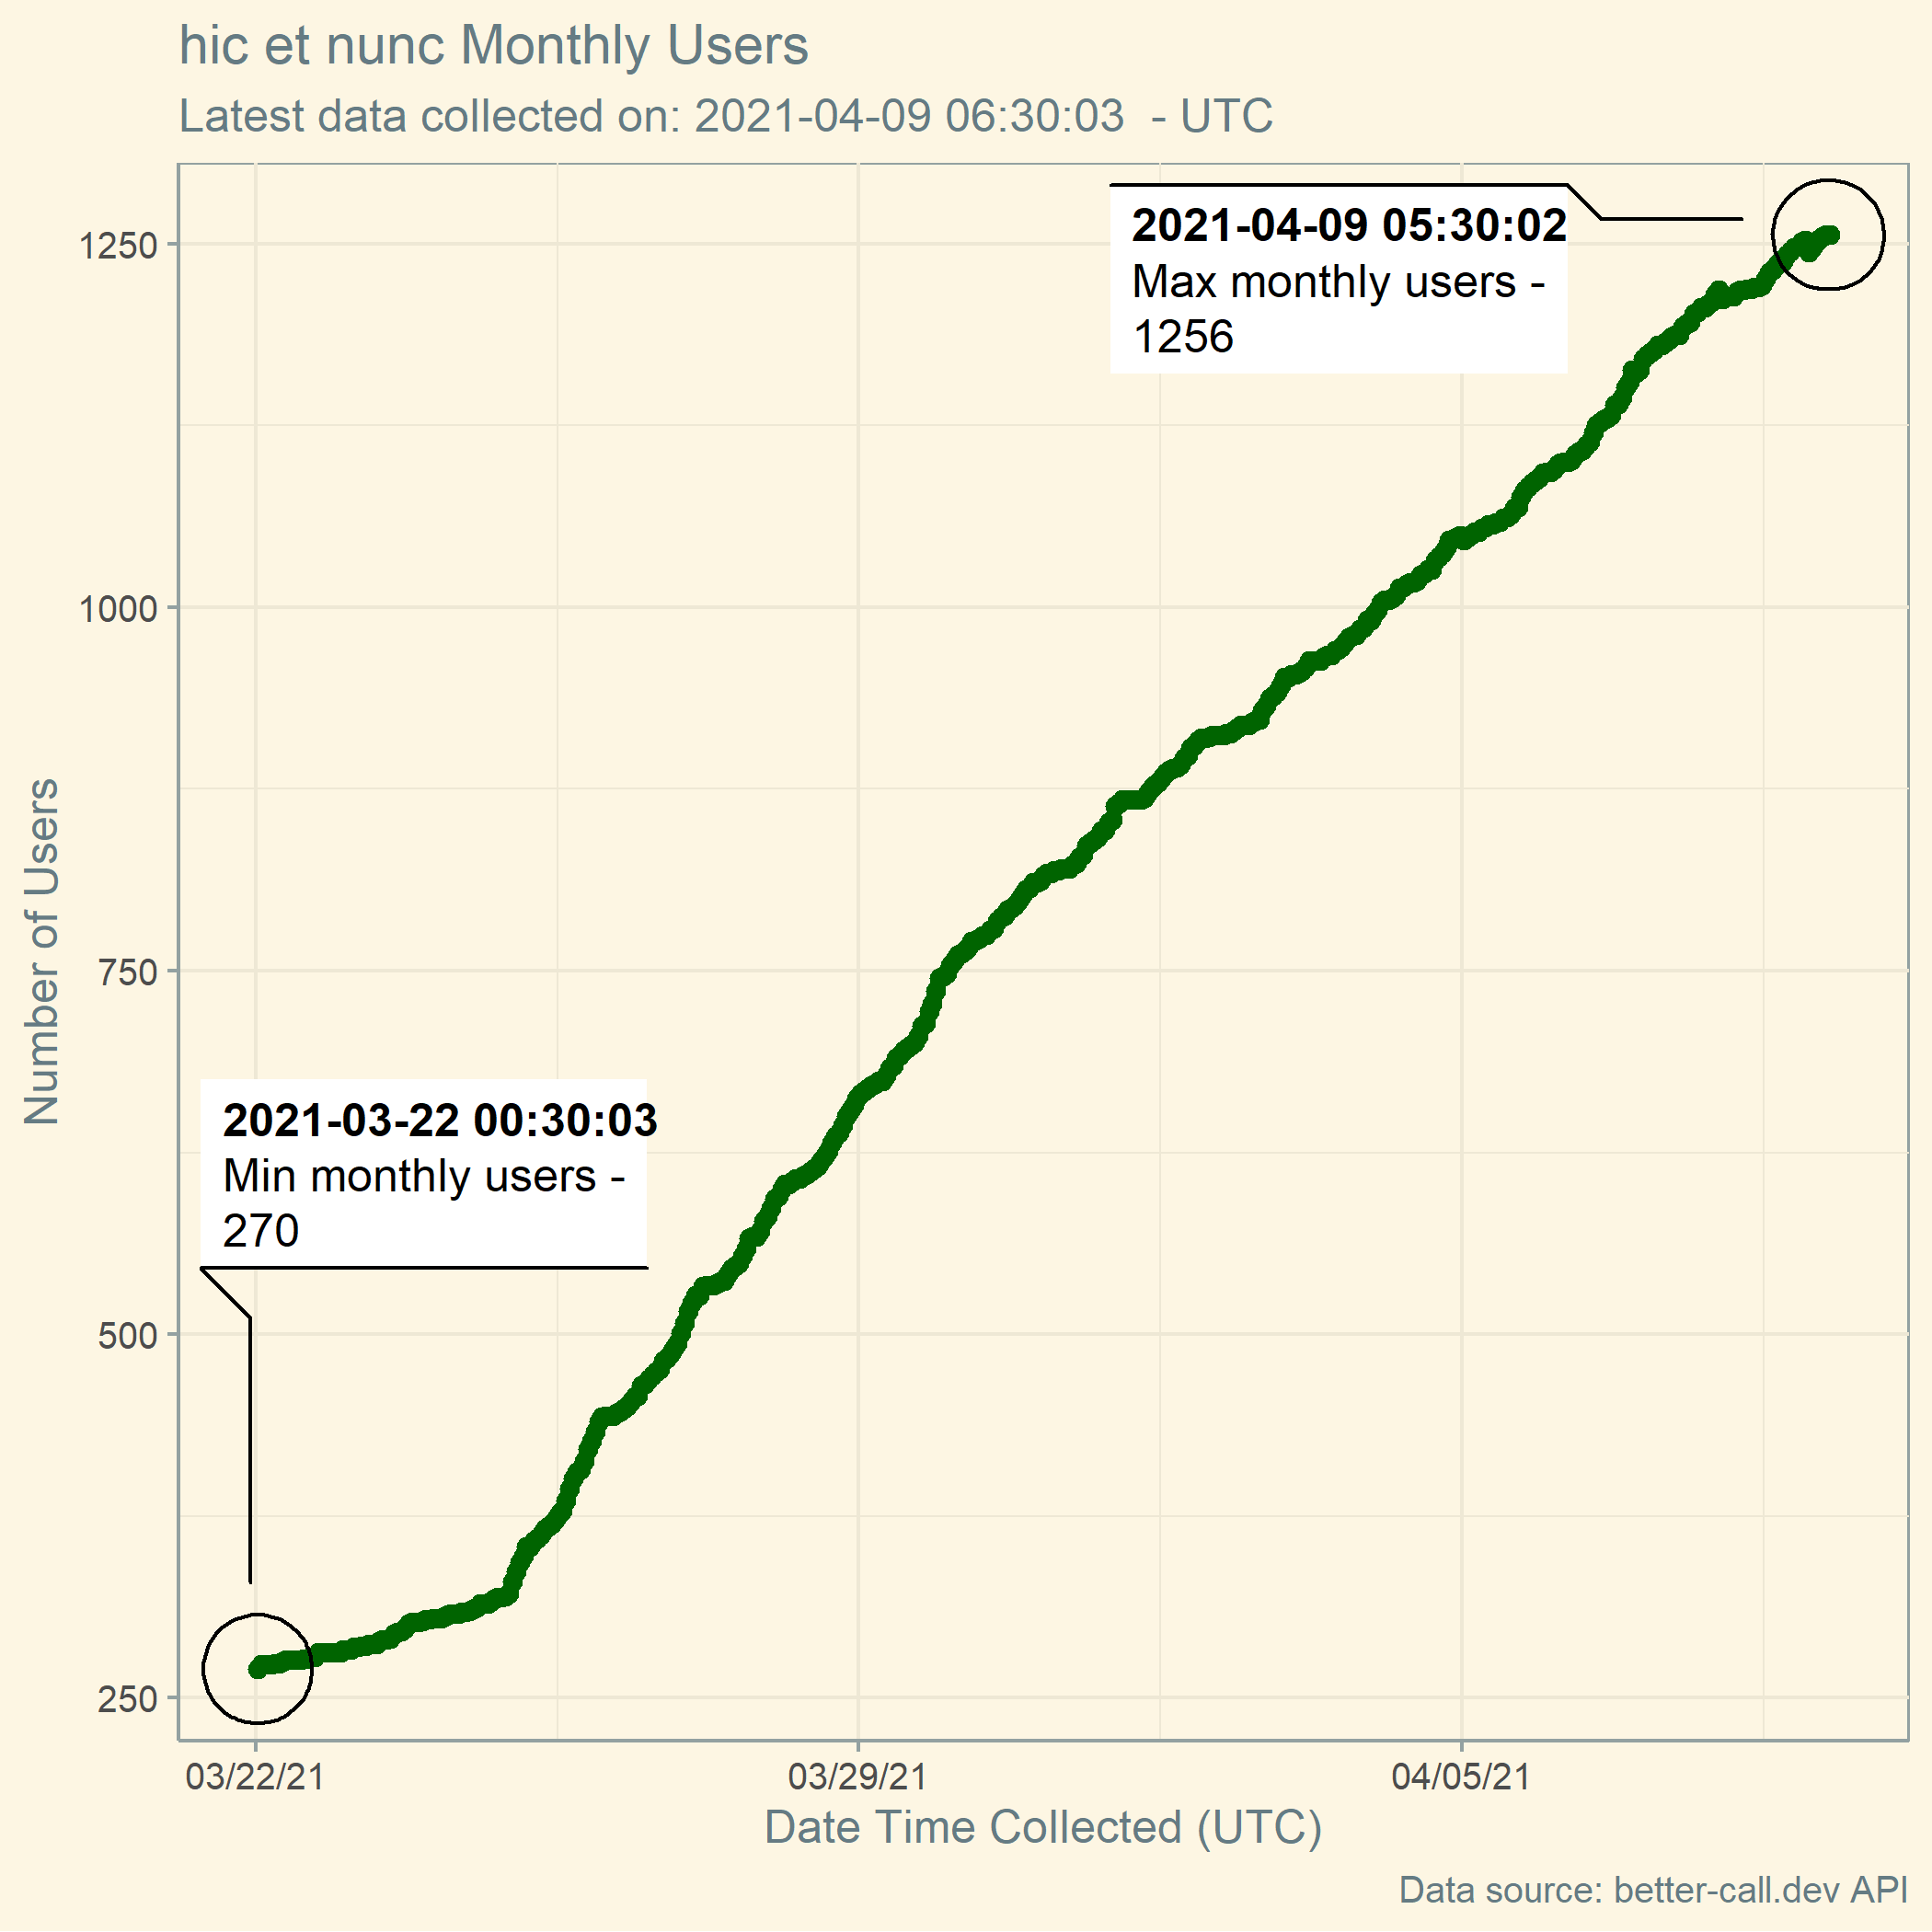 hic et nunc Monthly Users
Latest data collected on: 2021-04-09 06:30:03  - UTC
2021-04-09 05:30:02
Max monthly users -
1256
2021-03-22 00:30:03
Min monthly users -
270
Number of Users
1250
1000
750
500
250
03/22/21
03/29/21
04/05/21
Date Time Collected (UTC)
Data source: better-call.dev API